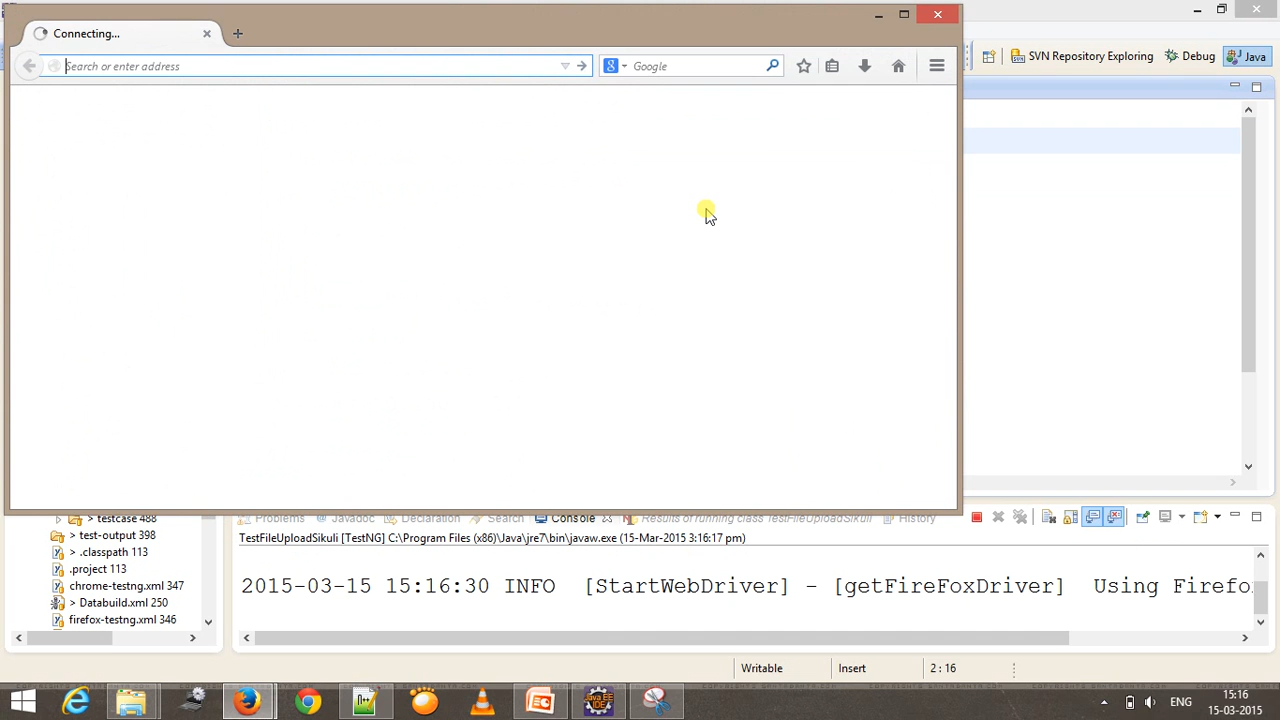 Connecting...
Search or enter address
Google
SVN Repository Exploring
Debug
Java
> testcase 488
> test-output 398
> .classpath 113
.project 113
chrome-testng.xml 347
> Databuild.xml 250
firefox-testng.xml 346
Problems
@ Javadoc
Declaration
Search
Console
Results of running class TestFileUploadSikuli
History
TestFileUploadSikuli [TestNG] C:\Program Files (x86)\Java\jre7\bin\javaw.exe (15-Mar-2015 3:16:17 pm)
2015-03-15 15:16:30 INFO [StartWebDriver] - [getFireFoxDriver] Using Firefo
Writable
Insert
2 : 16
ENG
15:16
15-03-2015